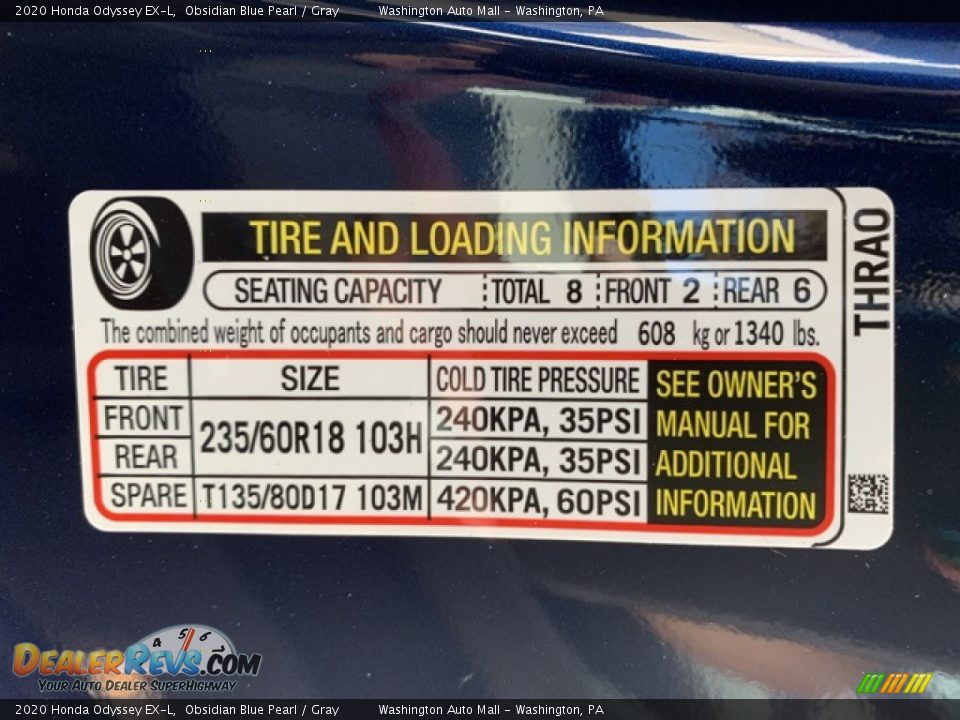 2020 Honda Odyssey EX-L, Obsidian Blue Pearl / Gray Washington Auto Mall - Washington, PA
TIRE AND LOADING INFORMATION
SEATING CAPACITY TOTAL 8 FRONT 2 REAR 6
The combined weight of occupants and cargo should never exceed 608 kg or 1340 lbs.
TIRE SIZE COLD TIRE PRESSURE
FRONT 235/60R18 103H 240KPA, 35PSI
REAR 240KPA, 35PSI
SPARE T135/80D17 103M 420KPA, 60PSI
SEE OWNER'S
MANUAL FOR
ADDITIONAL
INFORMATION
THRAO
4 5 6
DEALERREVS.COM
YOUR AUTO DEALER SUPERHIGHWAY
2020 Honda Odyssey EX-L, Obsidian Blue Pearl / Gray Washington Auto Mall - Washington, PA